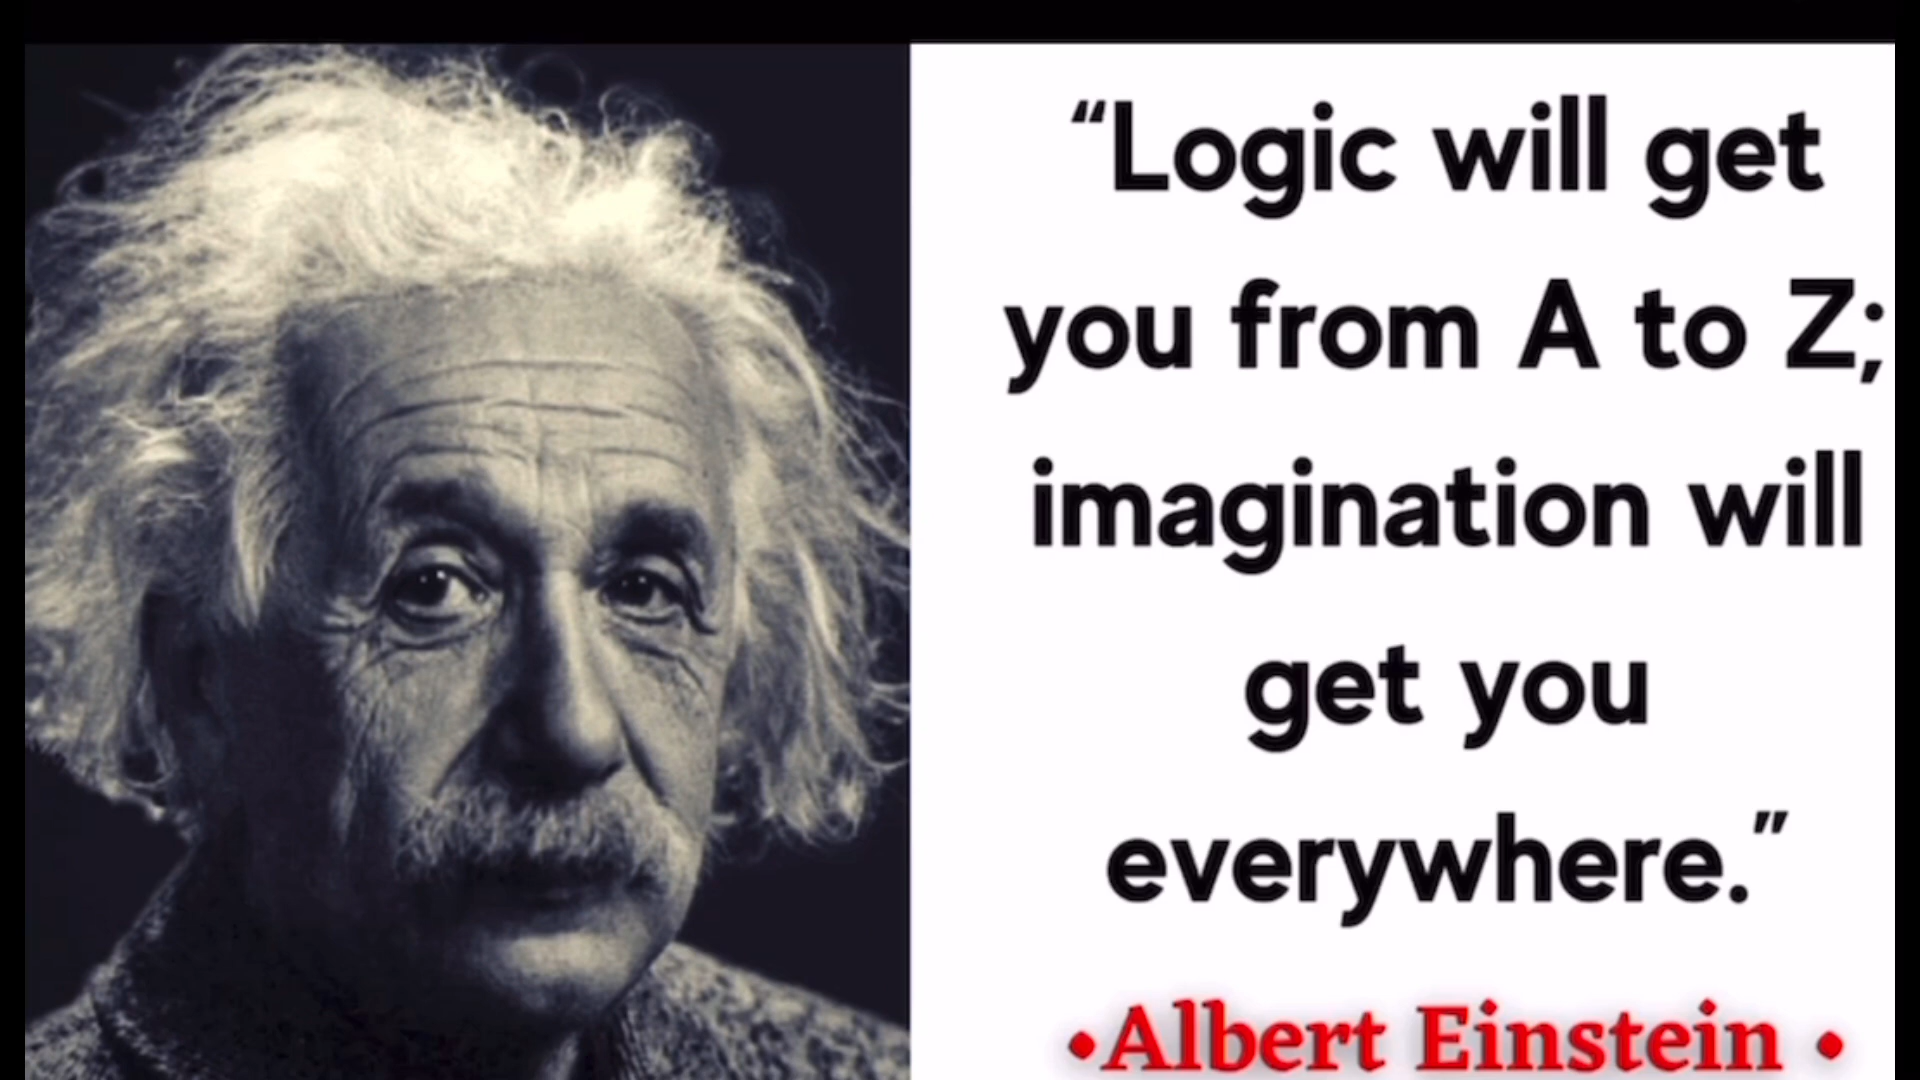 “Logic will get
you from A to Z;
imagination will
get you
everywhere.”
•Albert Einstein •